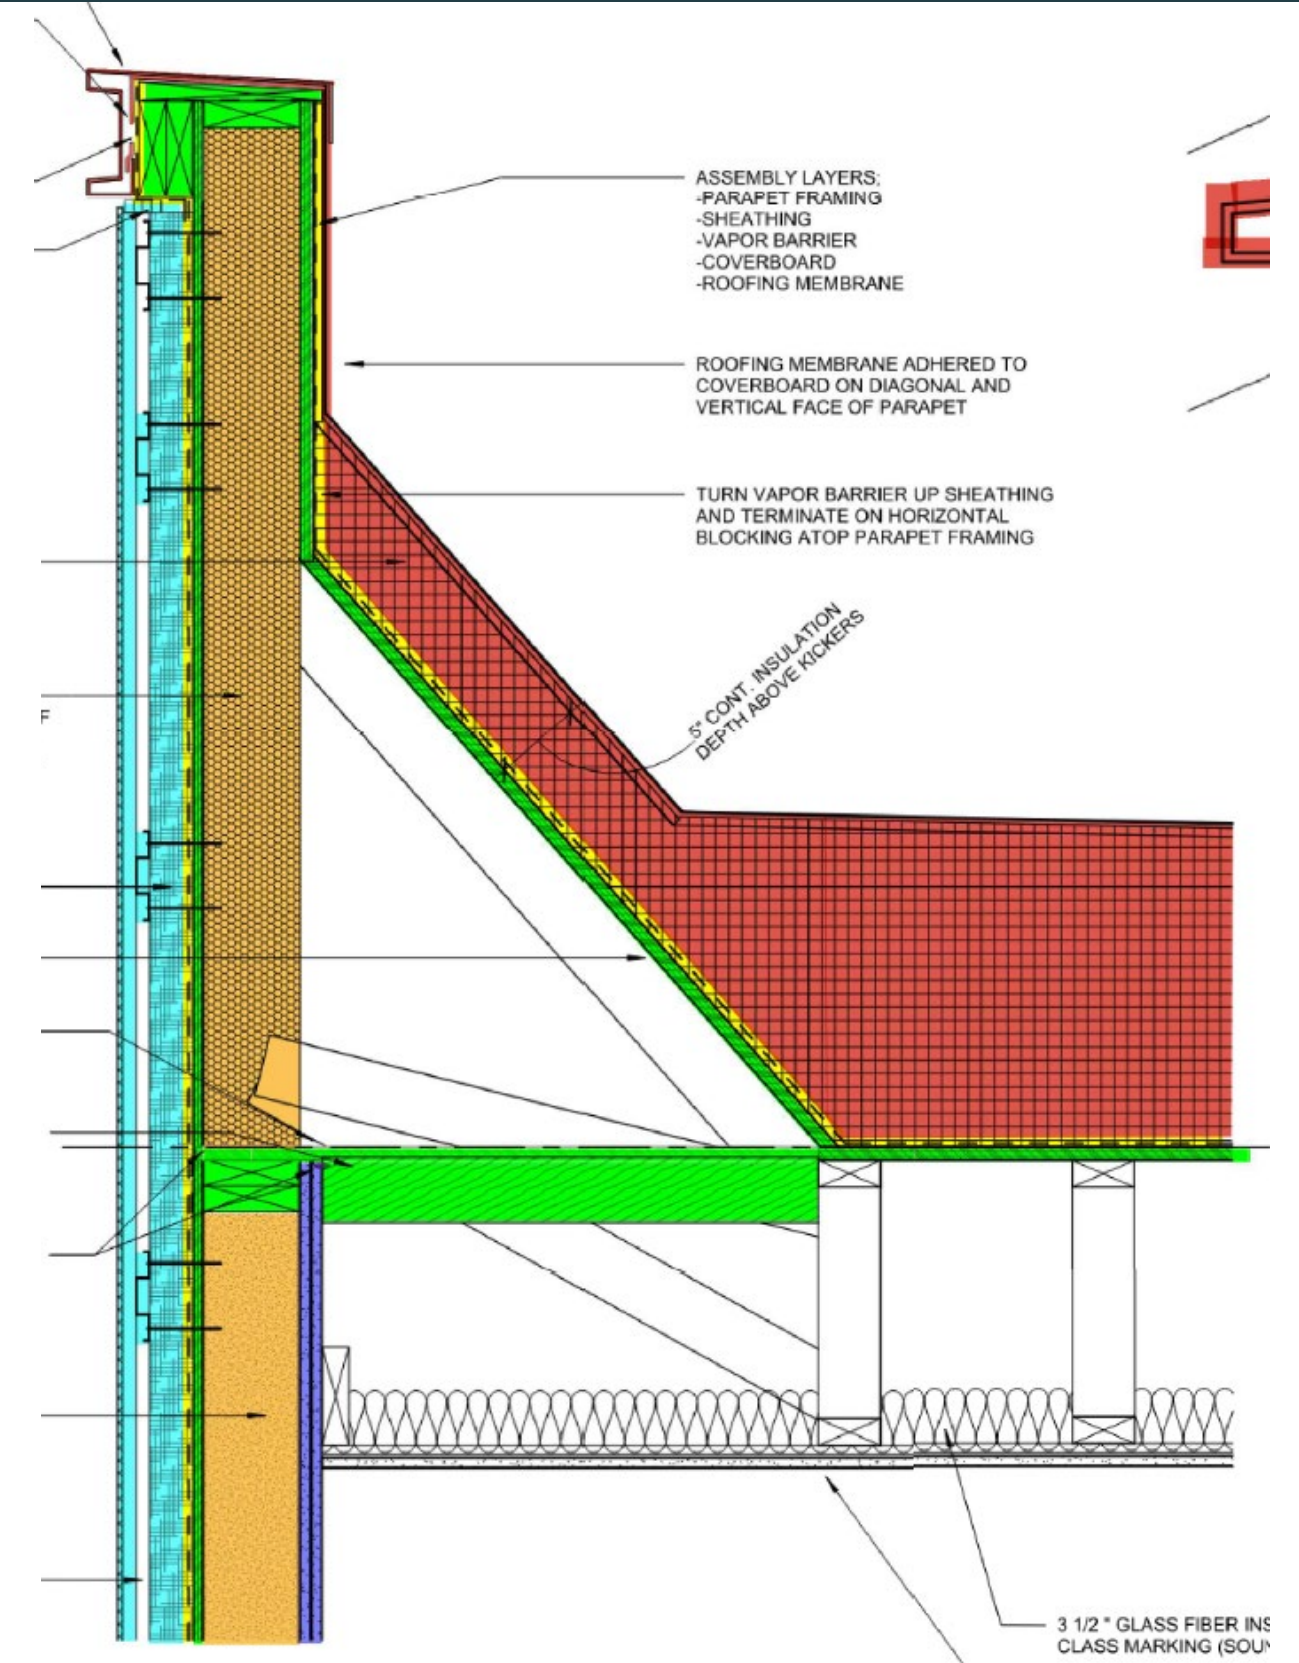 ASSEMBLY LAYERS;
-PARAPET FRAMING
-SHEATHING
-VAPOR BARRIER
-COVERBOARD
-ROOFING MEMBRANE
ROOFING MEMBRANE ADHERED TO
COVERBOARD ON DIAGONAL AND
VERTICAL FACE OF PARAPET
TURN VAPOR BARRIER UP SHEATHING
AND TERMINATE ON HORIZONTAL
BLOCKING ATOP PARAPET FRAMING
5" CONT. INSULATION
DEPTH ABOVE KICKERS
F
3 1/2 " GLASS FIBER INS
CLASS MARKING (SOUN